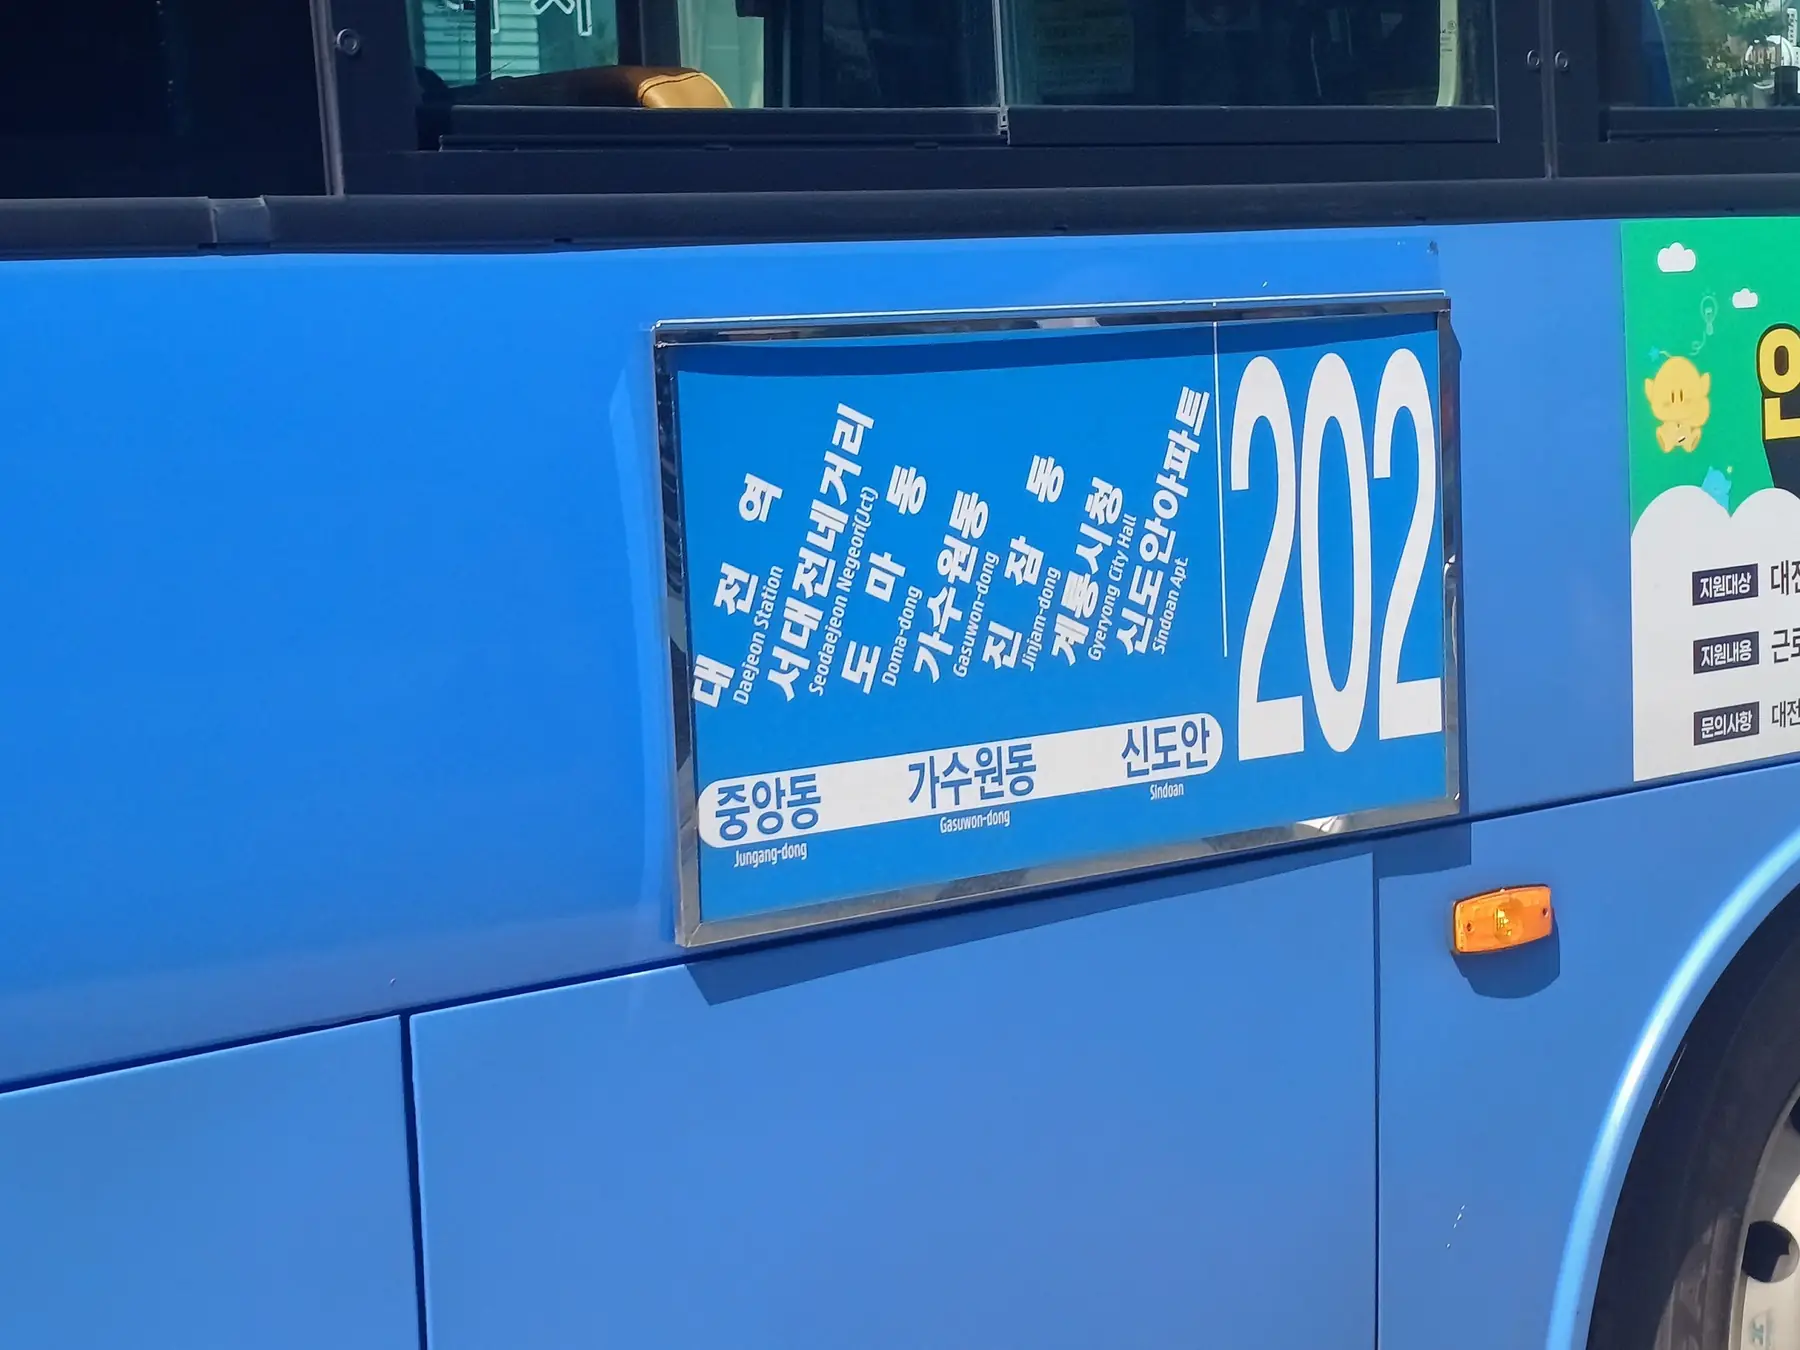 대전역
Daejeon Station
서대전네거리
Seodaejeon Negeori(Jct)
도마동
Doma-dong
가수원동
Gasuwon-dong
진잠동
Jinjam-dong
계룡시청
Gyeryong City Hall
신도안아파트
Sindoan Apt.
202
중앙동 가수원동 신도안
Jungang-dong Gasuwon-dong Sindoan
지원대상
지원내용
문의사항 대전